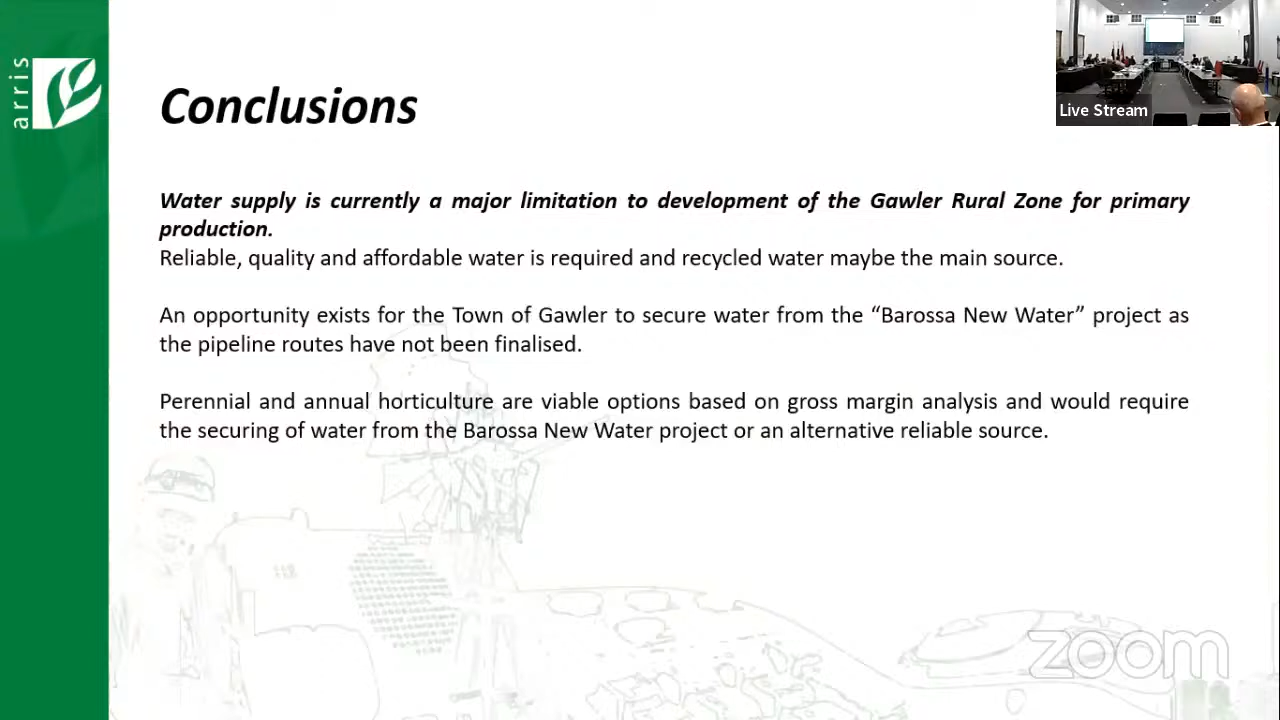 arris
Conclusions
Live Stream
Water supply is currently a major limitation to development of the Gawler Rural Zone for primary
production.
Reliable, quality and affordable water is required and recycled water maybe the main source.
An opportunity exists for the Town of Gawler to secure water from the “Barossa New Water” project as
the pipeline routes have not been finalised.
Perennial and annual horticulture are viable options based on gross margin analysis and would require
the securing of water from the Barossa New Water project or an alternative reliable source.
zoom